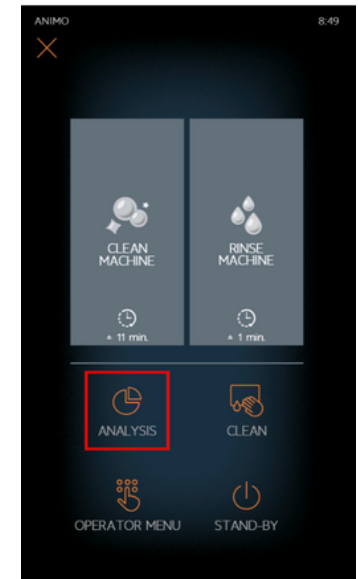 ANIMO 8:49
CLEAN
MACHINE
RINSE
MACHINE
± 11 min.
± 1 min.
ANALYSIS
CLEAN
OPERATOR MENU
STAND-BY